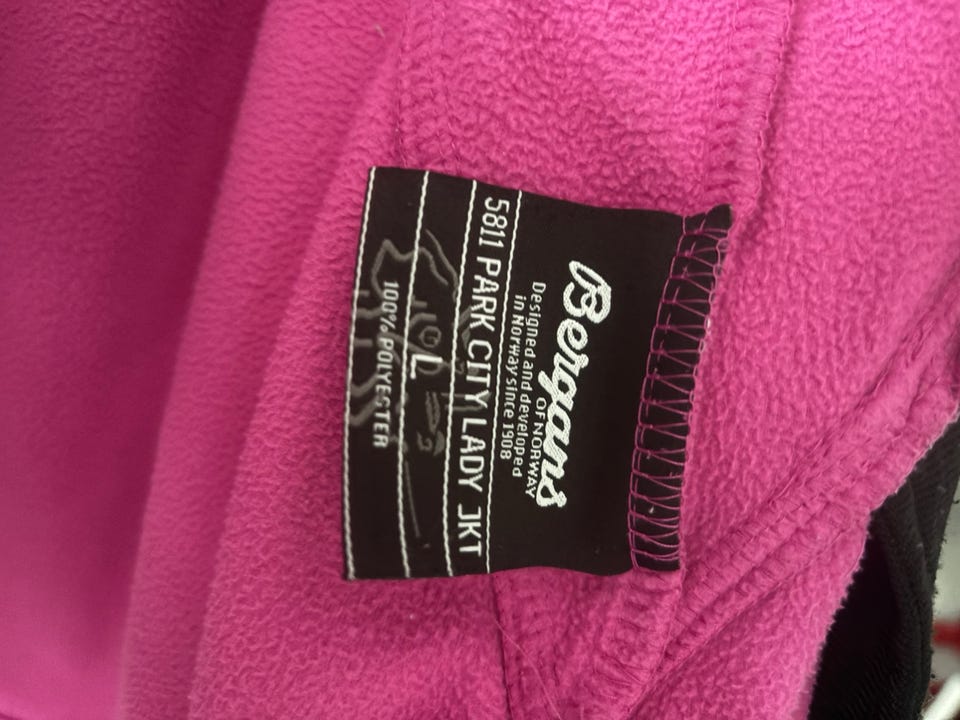 Bergans
OF NORWAY
Designed and developed
in Norway since 1908
5811 PARK CITY LADY JKT
L
100% POLYESTER